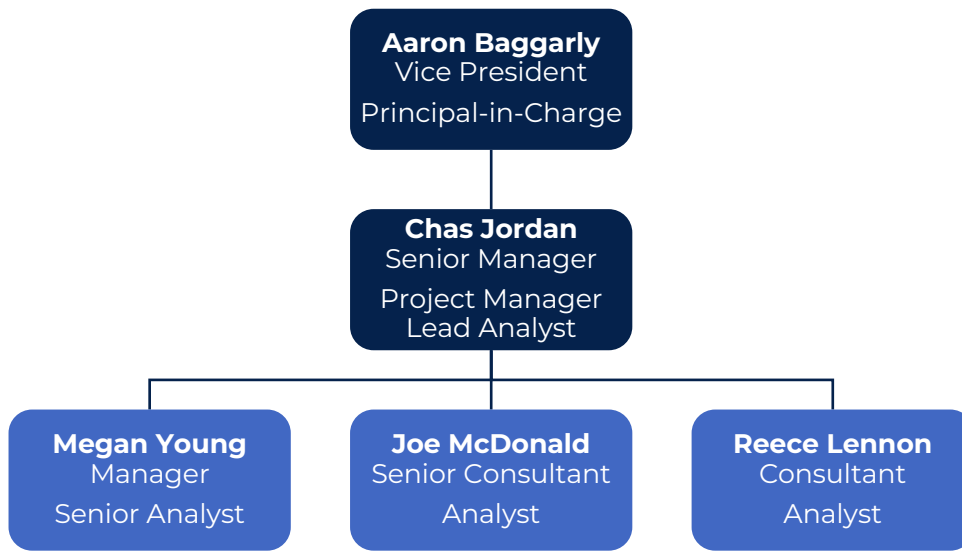 Aaron Baggarly
Vice President
Principal-in-Charge
Chas Jordan
Senior Manager
Project Manager
Lead Analyst
Megan Young
Manager
Senior Analyst
Joe McDonald
Senior Consultant
Analyst
Reece Lennon
Consultant
Analyst